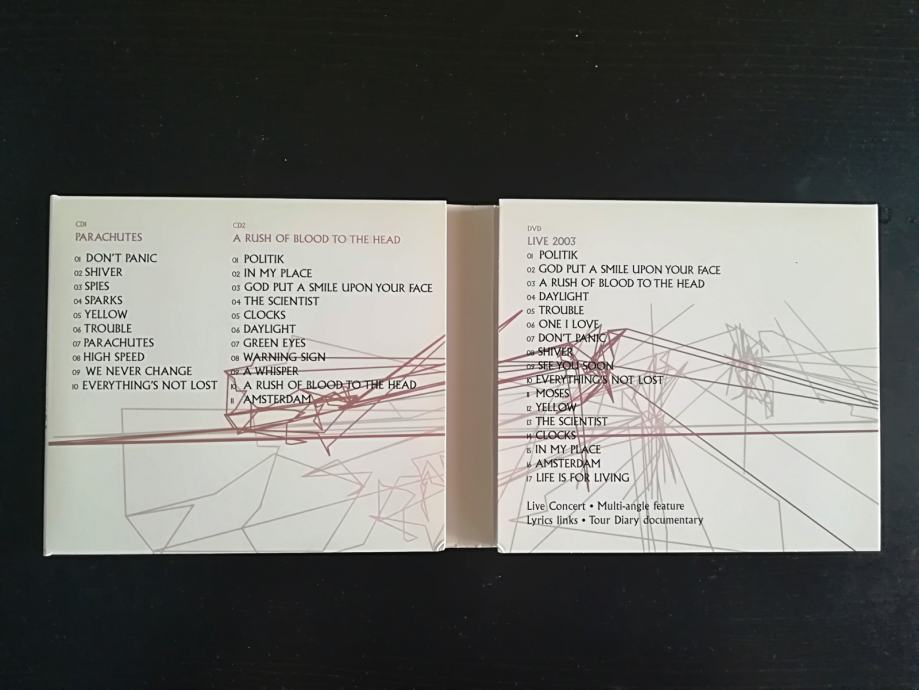 CD1
PARACHUTES
01 DON'T PANIC
02 SHIVER
03 SPIES
04 SPARKS
05 YELLOW
06 TROUBLE
07 PARACHUTES
08 HIGH SPEED
09 WE NEVER CHANGE
10 EVERYTHING'S NOT LOST
CD2
A RUSH OF BLOOD TO THE HEAD
01 POLITIK
02 IN MY PLACE
03 GOD PUT A SMILE UPON YOUR FACE
04 THE SCIENTIST
05 CLOCKS
06 DAYLIGHT
07 GREEN EYES
08 WARNING SIGN
09 A WHISPER
10 A RUSH OF BLOOD TO THE HEAD
11 AMSTERDAM
DVD
LIVE 2003
01 POLITIK
02 GOD PUT A SMILE UPON YOUR FACE
03 A RUSH OF BLOOD TO THE HEAD
04 DAYLIGHT
05 TROUBLE
06 ONE I LOVE
07 DON'T PANIC
08 SHIVER
09 SEE YOU SOON
10 EVERYTHING'S NOT LOST
11 MOSES
12 YELLOW
13 THE SCIENTIST
14 CLOCKS
15 IN MY PLACE
16 AMSTERDAM
17 LIFE IS FOR LIVING
Live Concert • Multi-angle feature
Lyrics links • Tour Diary documentary